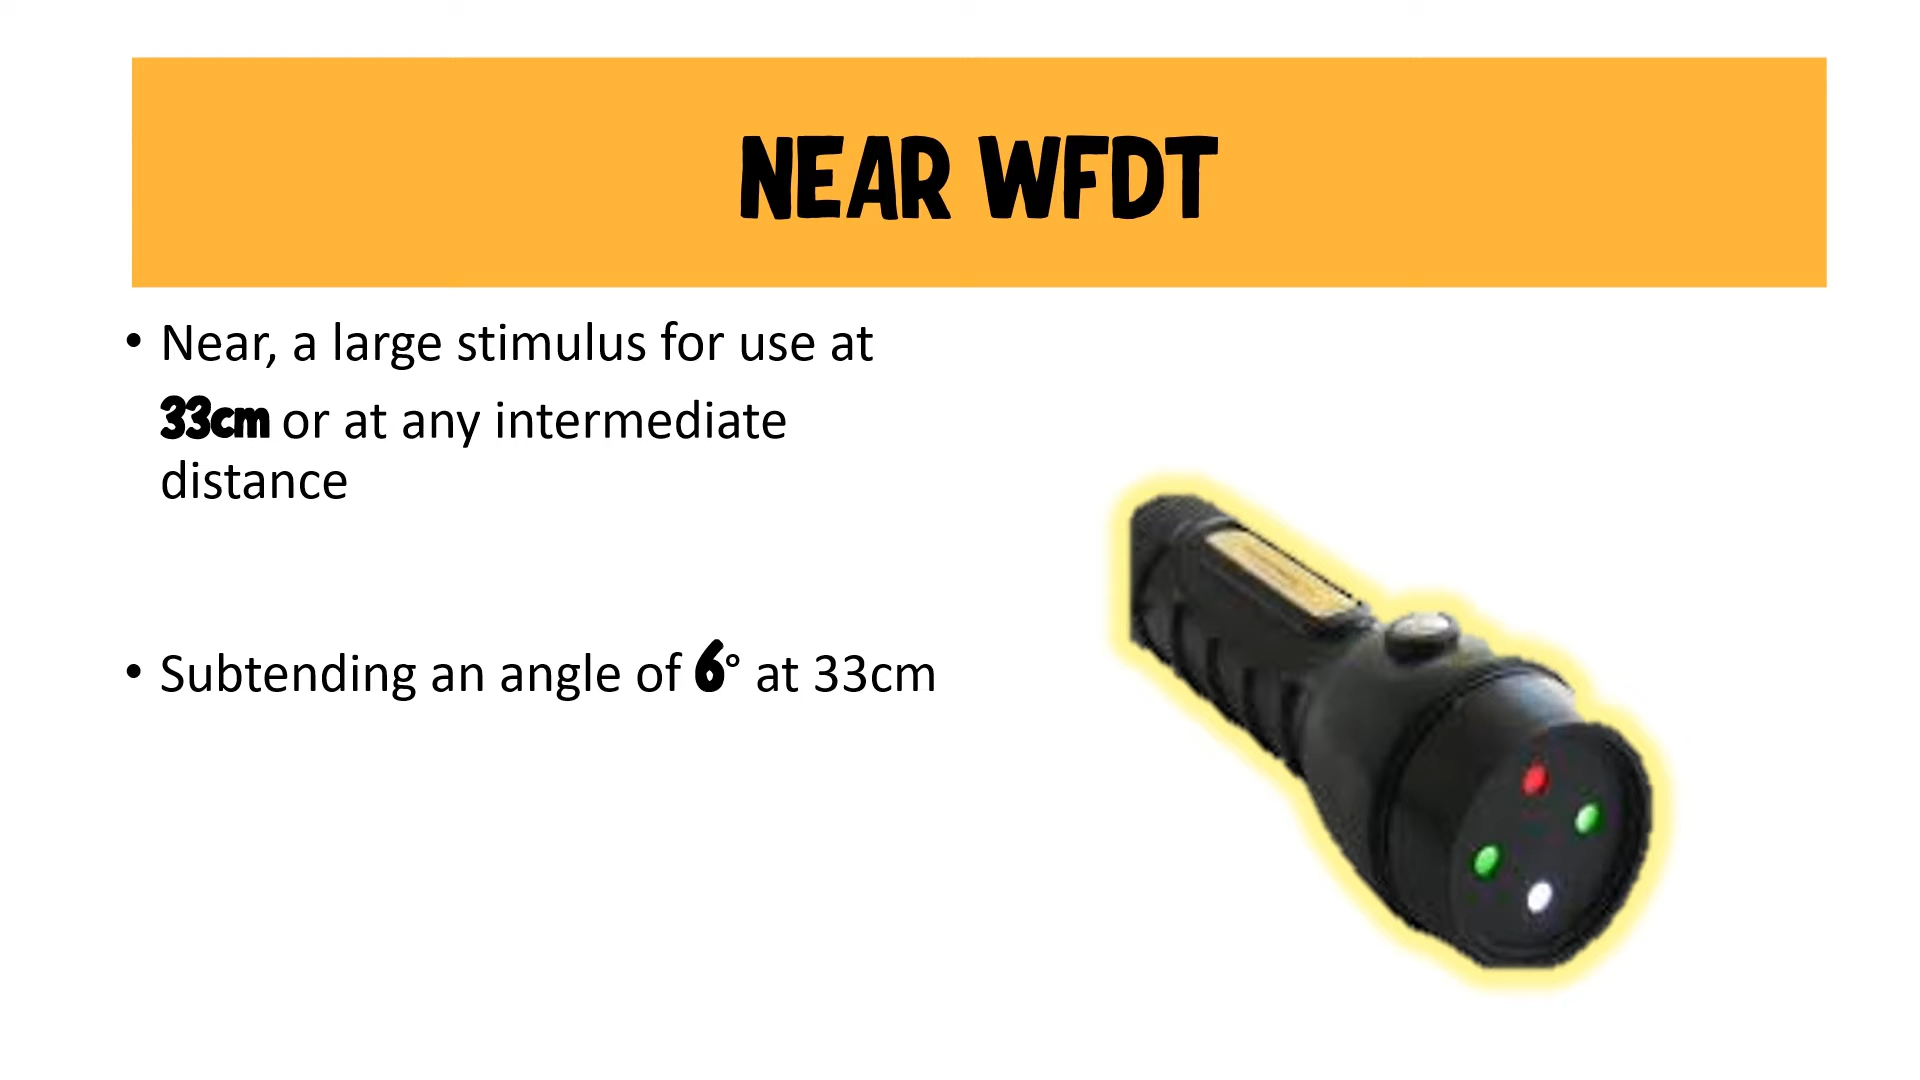 NEAR WFDT
• Near, a large stimulus for use at
33cm or at any intermediate
distance
• Subtending an angle of 6° at 33cm